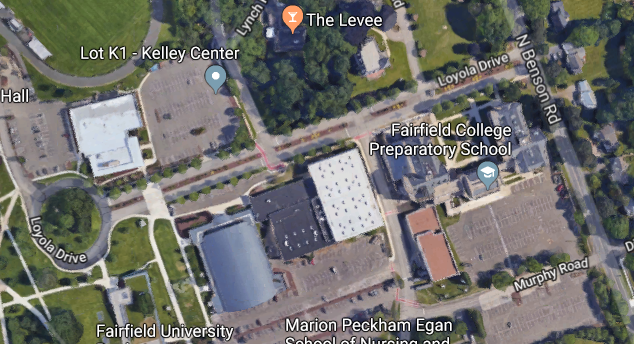 Lynch
Rd
The Levee
Lot K1 - Kelley Center
N Benson Rd
Loyola Drive
Hall
Fairfield College
Preparatory School
Loyola Drive
D
Murphy Road
Fairfield University
Marion Peckham Egan
School of Nursing and